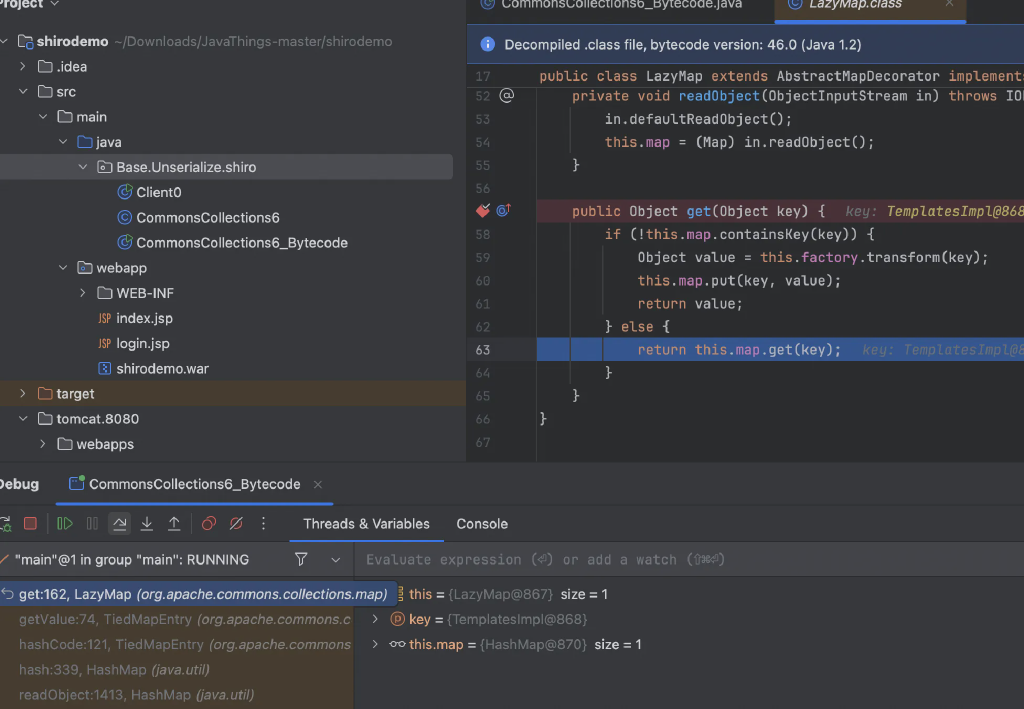 Project
CommonsCollections6_Bytecode.java
LazyMap.class
shirodemo ~/Downloads/JavaThings-master/shirodemo
.idea
src
main
java
Base.Unserialize.shiro
Client0
CommonsCollections6
CommonsCollections6_Bytecode
webapp
WEB-INF
JSP index.jsp
JSP login.jsp
shirodemo.war
target
tomcat.8080
webapps
Decompiled .class file, bytecode version: 46.0 (Java 1.2)
17 public class LazyMap extends AbstractMapDecorator implements
52 private void readObject(ObjectInputStream in) throws IO
53 in.defaultReadObject();
54 this.map = (Map) in.readObject();
55 }
56
public Object get(Object key) { key: TemplatesImpl@868
58 if (!this.map.containsKey(key)) {
59 Object value = this.factory.transform(key);
60 this.map.put(key, value);
61 return value;
62 } else {
63 return this.map.get(key); key: TemplatesImpl@8
64 }
65 }
66 }
67
Debug
CommonsCollections6_Bytecode
Threads & Variables
Console
"main"@1 in group "main": RUNNING
Evaluate expression (⏎) or add a watch (⇧⌘⏎)
get:162, LazyMap (org.apache.commons.collections.map)
getValue:74, TiedMapEntry (org.apache.commons.c
hashCode:121, TiedMapEntry (org.apache.commons
hash:339, HashMap (java.util)
readObject:1413, HashMap (java.util)
this = {LazyMap@867} size = 1
key = {TemplatesImpl@868}
this.map = {HashMap@870} size = 1